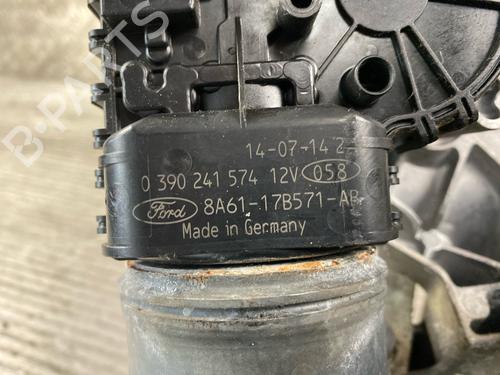 14-07-14 2
0 390 241 574 12V 058
Ford 8A61-17B571-AB
Made in Germany
B-PARTS